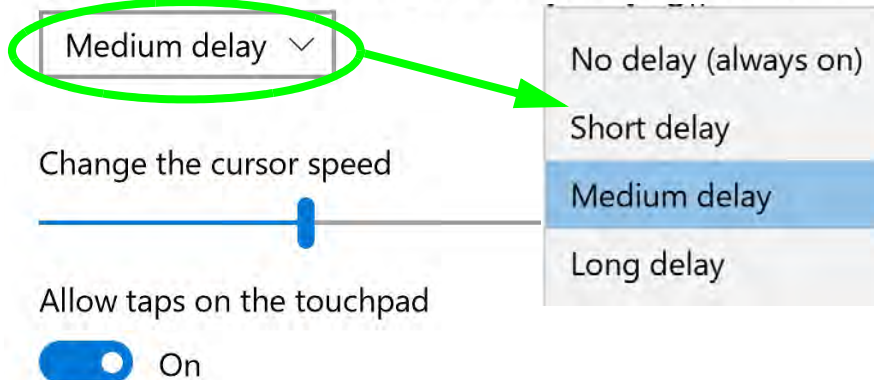 Medium delay
Change the cursor speed
Allow taps on the touchpad
On
No delay (always on)
Short delay
Medium delay
Long delay